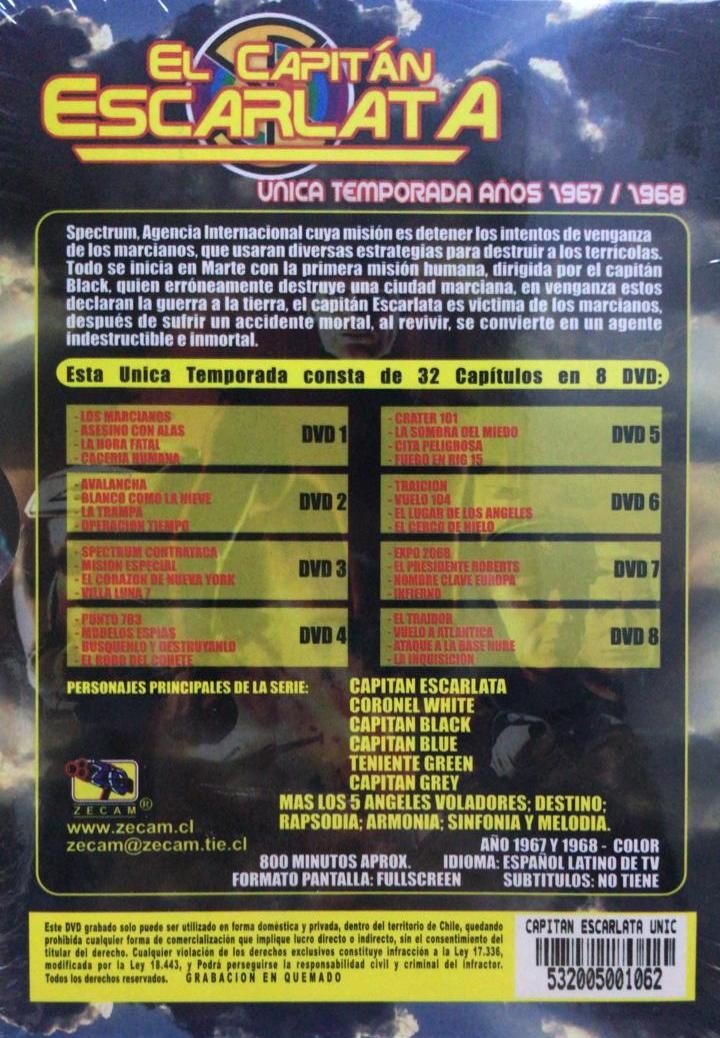 EL CAPITÁN
ESCARLATA
UNICA TEMPORADA AÑOS 1967 / 1968
Spectrum, Agencia Internacional cuya misión es detener los intentos de venganza
de los marcianos, que usaran diversas estrategias para destruir a los terrícolas.
Todo se inicia en Marte con la primera misión humana, dirigida por el capitán
Black, quien erróneamente destruye una ciudad marciana, en venganza estos
declaran la guerra a la tierra, el capitán Escarlata es victima de los marcianos,
después de sufrir un accidente mortal, al revivir, se convierte en un agente
indestructible e inmortal.
Esta Unica Temporada consta de 32 Capítulos en 8 DVD:
- LOS MARCIANOS
- ASESINO CON ALAS
- LA HORA FATAL
- CACERIA HUMANA
DVD 1
- AVALANCHA
- BLANCO COMO LA NIEVE
- LA TRAMPA
- OPERACION TIEMPO
DVD 2
- SPECTRUM CONTRATACA
- MISION ESPECIAL
- EL CORAZON DE NUEVA YORK
- VILLA LUNA 7
DVD 3
- PUNTO 783
- MODELOS ESPIAS
- BUSQUENLO Y DESTRUYANLO
- EL ROBO DEL COHETE
DVD 4
- CRATER 101
- LA SOMBRA DEL MIEDO
- CITA PELIGROSA
- FUEGO EN RIG 15
DVD 5
- TRAICION
- VUELO 104
- EL LUGAR DE LOS ANGELES
- EL CERCO DE HIELO
DVD 6
- EXPO 2068
- EL PRESIDENTE ROBERTS
- NOMBRE CLAVE EUROPA
- INFIERNO
DVD 7
- EL TRAIDOR
- VUELO A ATLANTICA
- ATAQUE A LA BASE NUBE
- LA INQUISICION
DVD 8
PERSONAJES PRINCIPALES DE LA SERIE:
CAPITAN ESCARLATA
CORONEL WHITE
CAPITAN BLACK
CAPITAN BLUE
TENIENTE GREEN
CAPITAN GREY
MAS LOS 5 ANGELES VOLADORES; DESTINO;
RAPSODIA; ARMONIA; SINFONIA Y MELODIA.
ZECAM®
www.zecam.cl
zecam@zecam.tie.cl
AÑO 1967 Y 1968 - COLOR
800 MINUTOS APROX. IDIOMA: ESPAÑOL LATINO DE TV
FORMATO PANTALLA: FULLSCREEN SUBTITULOS: NO TIENE
Este DVD grabado solo puede ser utilizado en forma doméstica y privada, dentro del territorio de Chile, quedando
prohibida cualquier forma de comercialización que implique lucro directo o indirecto, sin el consentimiento del
titular del derecho. Cualquier violación de los derechos exclusivos constituye infracción a la Ley 17.336,
modificada por la Ley 18.443, y Podrá perseguirse la responsabilidad civil y criminal del infractor.
Todos los derechos reservados. GRABACION EN QUEMADO
CAPITAN ESCARLATA UNIC
532005001062